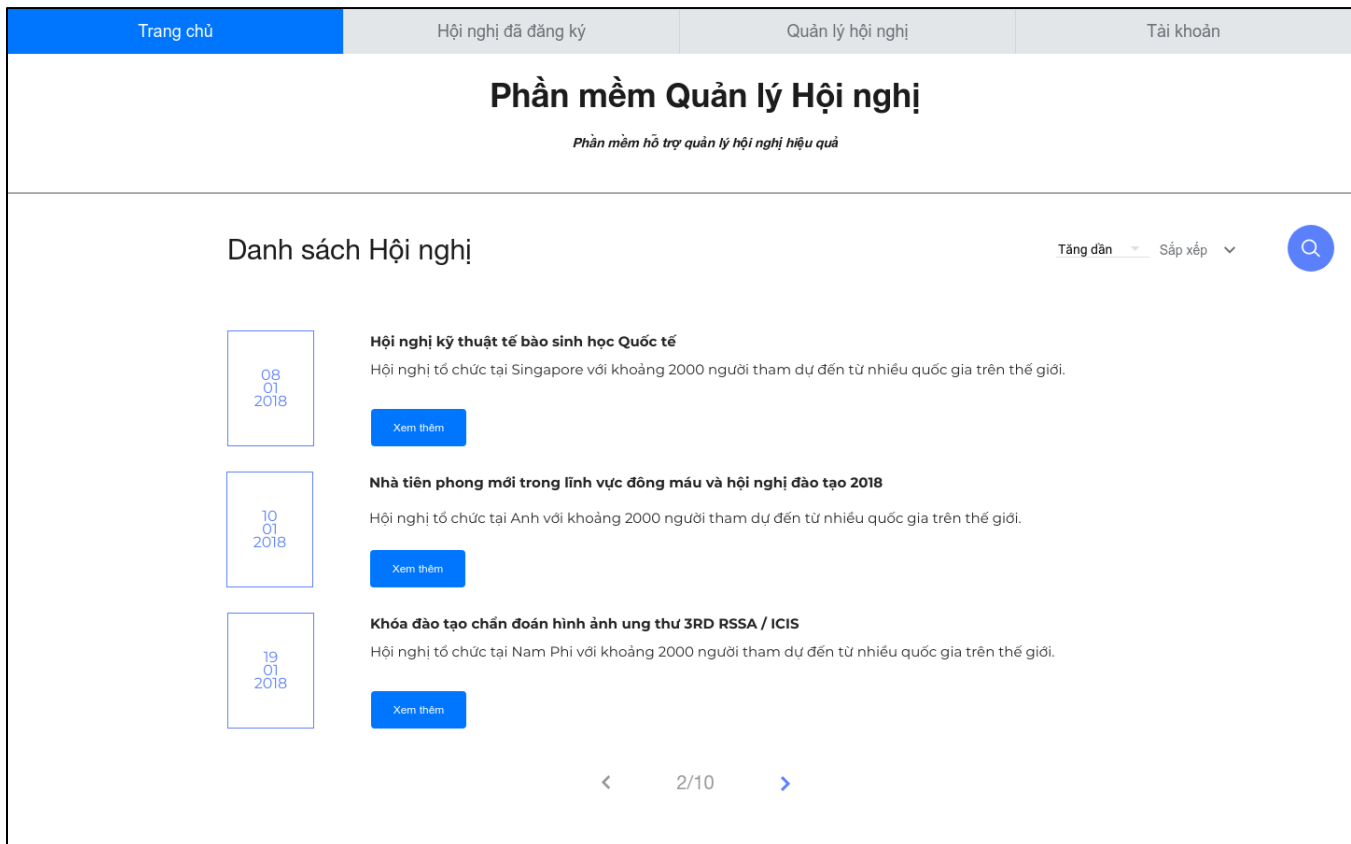 Trang chủ
Hội nghị đã đăng ký
Quản lý hội nghị
Tài khoản
Phần mềm Quản lý Hội nghị
Phần mềm hỗ trợ quản lý hội nghị hiệu quả
Danh sách Hội nghị
Tăng dần
Sắp xếp
08
01
2018
Hội nghị kỹ thuật tế bào sinh học Quốc tế
Hội nghị tổ chức tại Singapore với khoảng 2000 người tham dự đến từ nhiều quốc gia trên thế giới.
Xem thêm
10
01
2018
Nhà tiên phong mới trong lĩnh vực đông máu và hội nghị đào tạo 2018
Hội nghị tổ chức tại Anh với khoảng 2000 người tham dự đến từ nhiều quốc gia trên thế giới.
Xem thêm
19
01
2018
Khóa đào tạo chẩn đoán hình ảnh ung thư 3RD RSSA / ICIS
Hội nghị tổ chức tại Nam Phi với khoảng 2000 người tham dự đến từ nhiều quốc gia trên thế giới.
Xem thêm
2/10